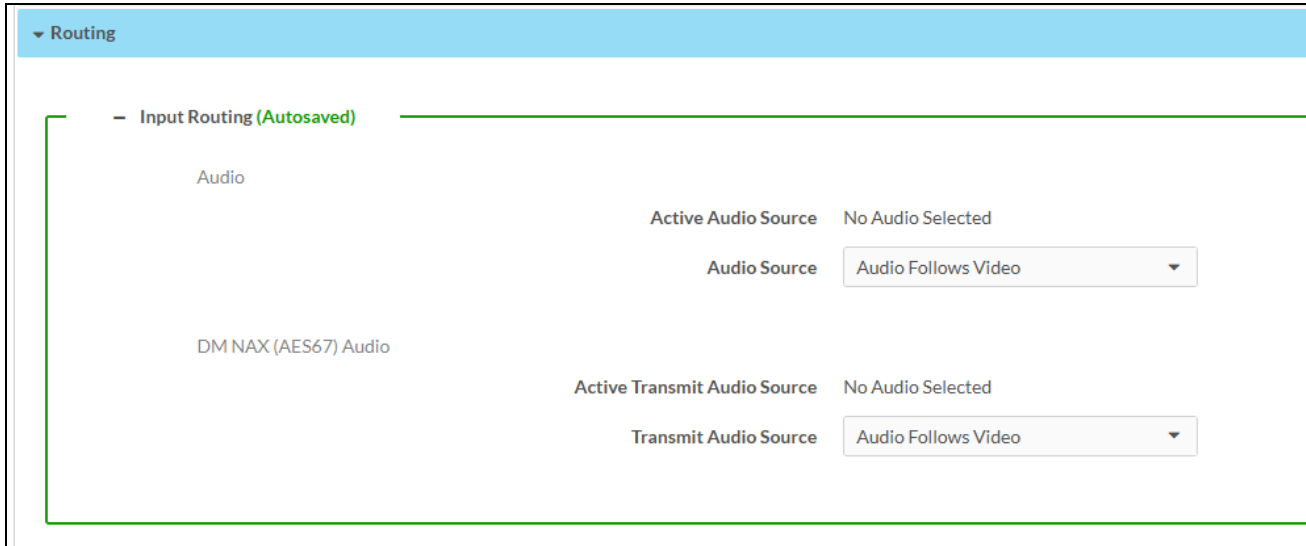 Routing
Input Routing (Autosaved)
Audio
Active Audio Source No Audio Selected
Audio Source Audio Follows Video
DM NAX (AES67) Audio
Active Transmit Audio Source No Audio Selected
Transmit Audio Source Audio Follows Video